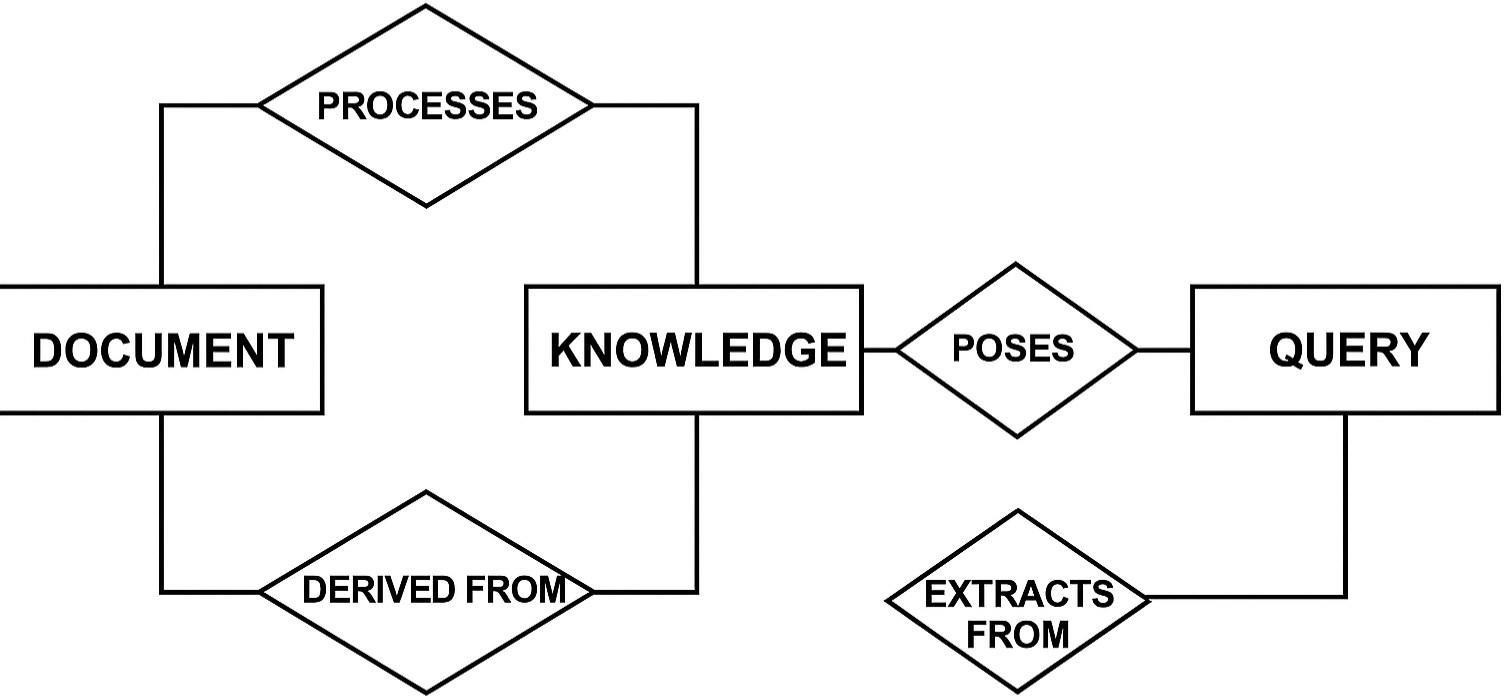 PROCESSES
DOCUMENT
KNOWLEDGE
POSES
QUERY
DERIVED FROM
EXTRACTS
FROM